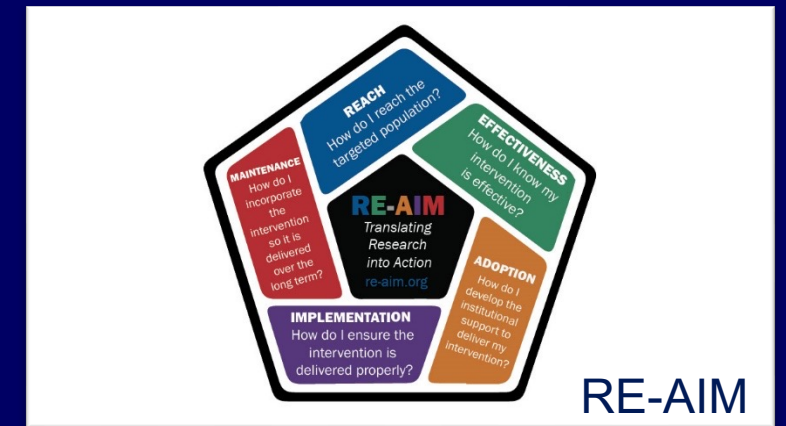 REACH
How do I reach the
targeted population?
EFFECTIVENESS
How do I know my
intervention
is effective?
MAINTENANCE
How do I
incorporate
the
intervention
so it is
delivered
over the
long term?
RE-AIM
Translating
Research
into Action
re-aim.org
ADOPTION
How do I
develop the
institutional
support to
deliver my
intervention?
IMPLEMENTATION
How do I ensure the
intervention is
delivered properly?
RE-AIM